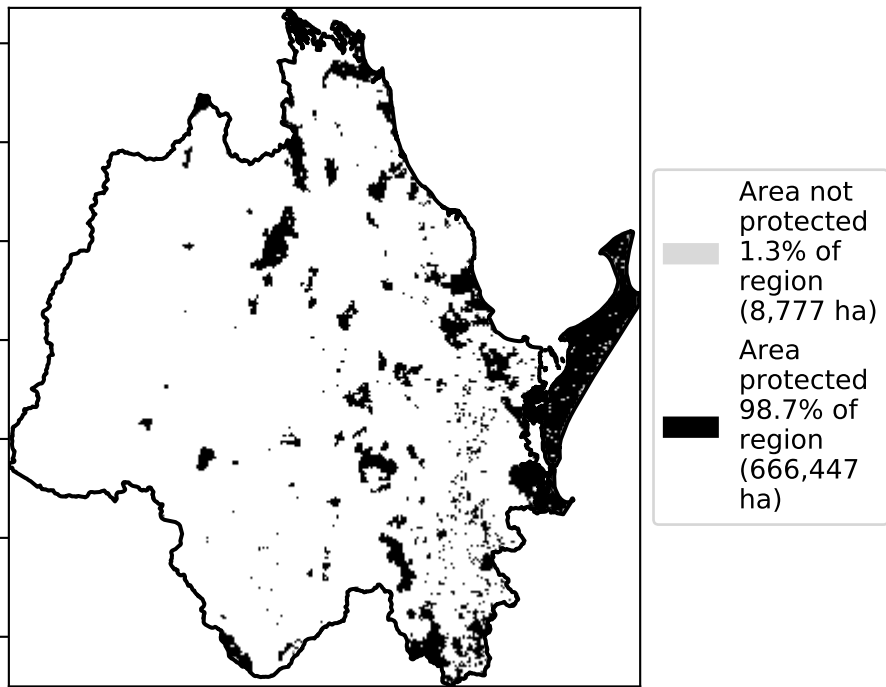 Area not
protected
1.3% of
region
(8,777 ha)
Area
protected
98.7% of
region
(666,447
ha)